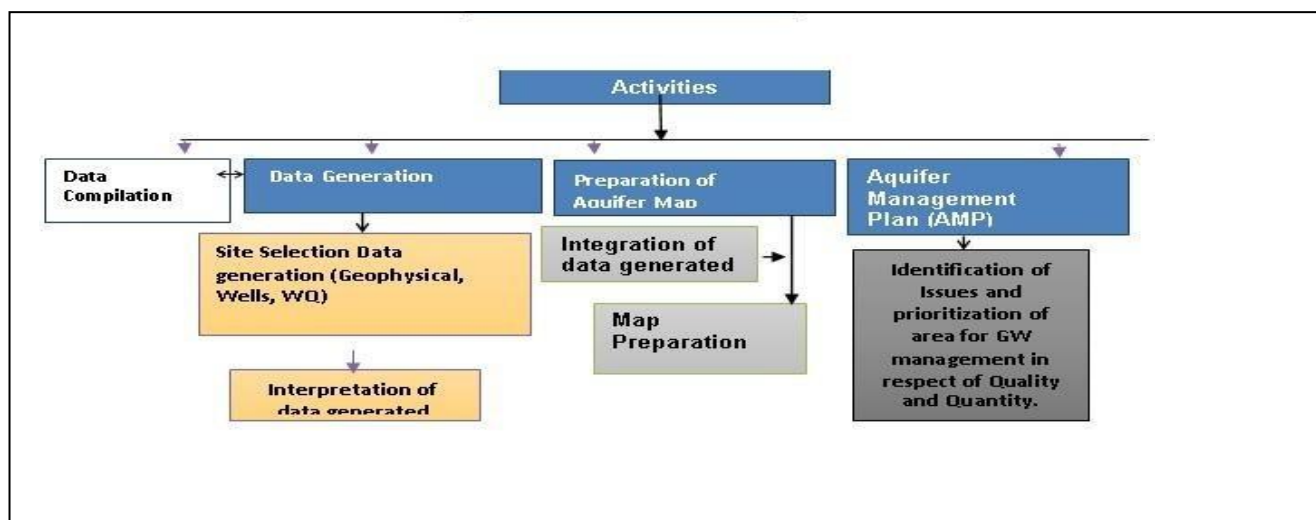 Activities
Data
Compilation
Data Generation
Preparation of
Aquifer Map
Aquifer
Management
Plan (AMP)
Site Selection Data
generation (Geophysical,
Wells, WQ)
Interpretation of
data generated
Integration of
data generated
Map
Preparation
Identification of
Issues and
prioritization of
area for GW
management in
respect of Quality
and Quantity.